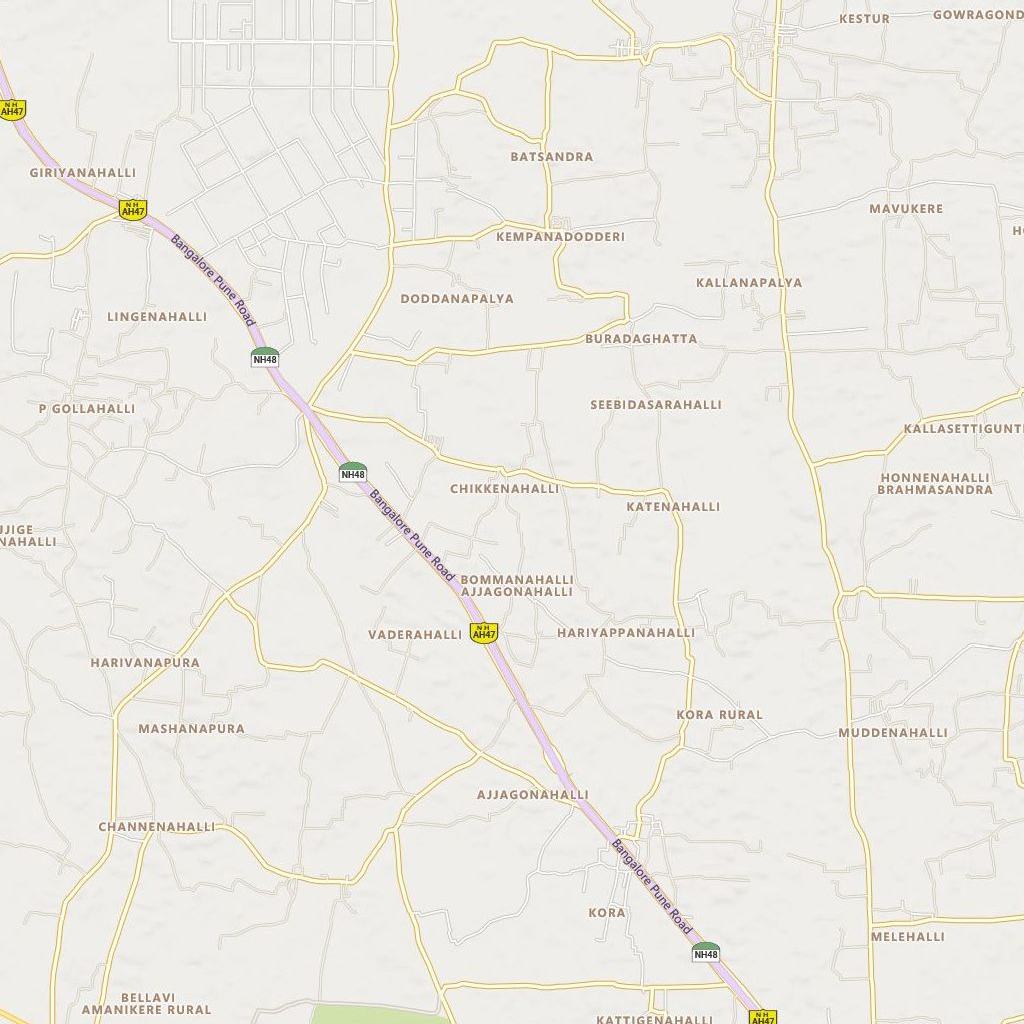 KESTUR
GOWRAGOND
NH
AH47
BATSANDRA
GIRIYANAHALLI
NH
AH47
MAVUKERE
Bangalore Pune Road
KEMPANADODDERI
KALLANAPALYA
DODDANAPALYA
LINGENAHALLI
BURADAGHATTA
NH48
P GOLLAHALLI
SEEBIDASARAHALLI
KALLASETTIGUNTI
NH48
CHIKKENAHALLI
HONNENAHALLI
BRAHMASANDRA
KATENAHALLI
Bangalore Pune Road
UJIGE
NAHALLI
BOMMANAHALLI
AJJAGONAHALLI
VADERAHALLI
NH
AH47
HARIYAPPANAHALLI
HARIVANAPURA
KORA RURAL
MASHANAPURA
MUDDENAHALLI
AJJAGONAHALLI
CHANNENAHALLI
Bangalore Pune Road
KORA
MELEHALLI
NH48
BELLAVI
AMANIKERE RURAL
KATTIGENAHALLI
NH
AH47